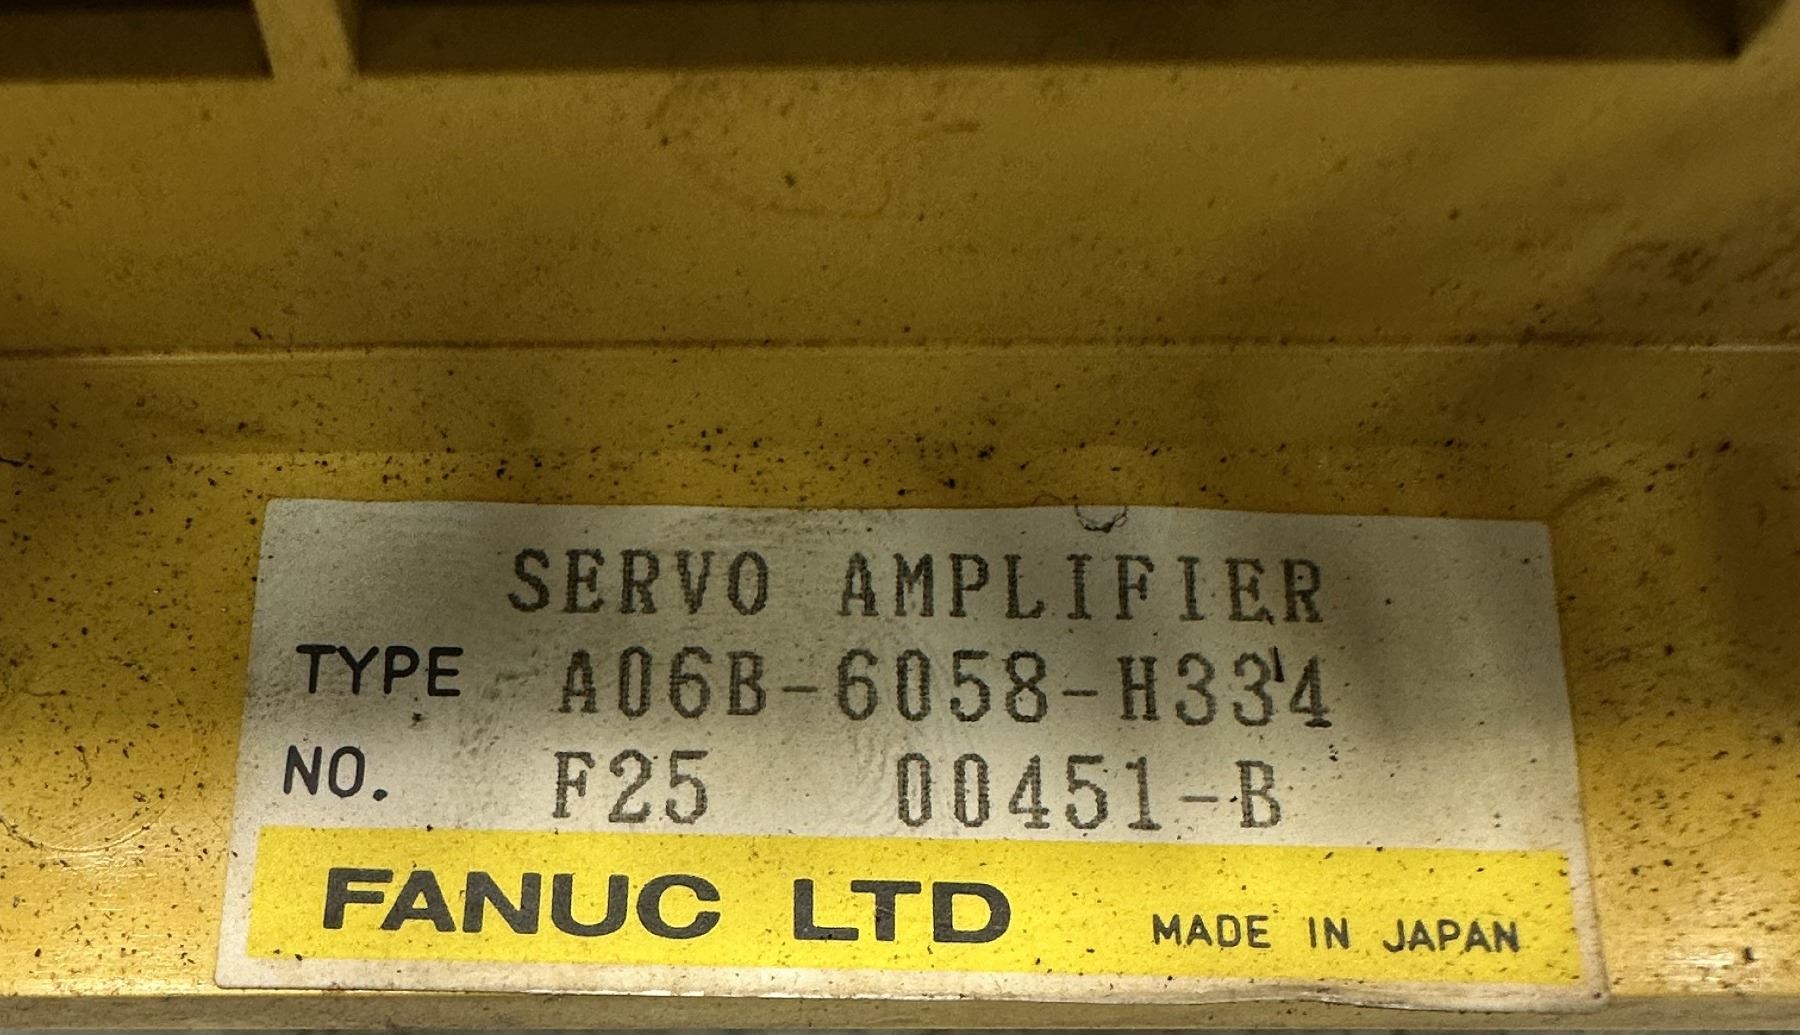 SERVO AMPLIFIER
TYPE A06B-6058-H334
NO. F25 00451-B
FANUC LTD MADE IN JAPAN